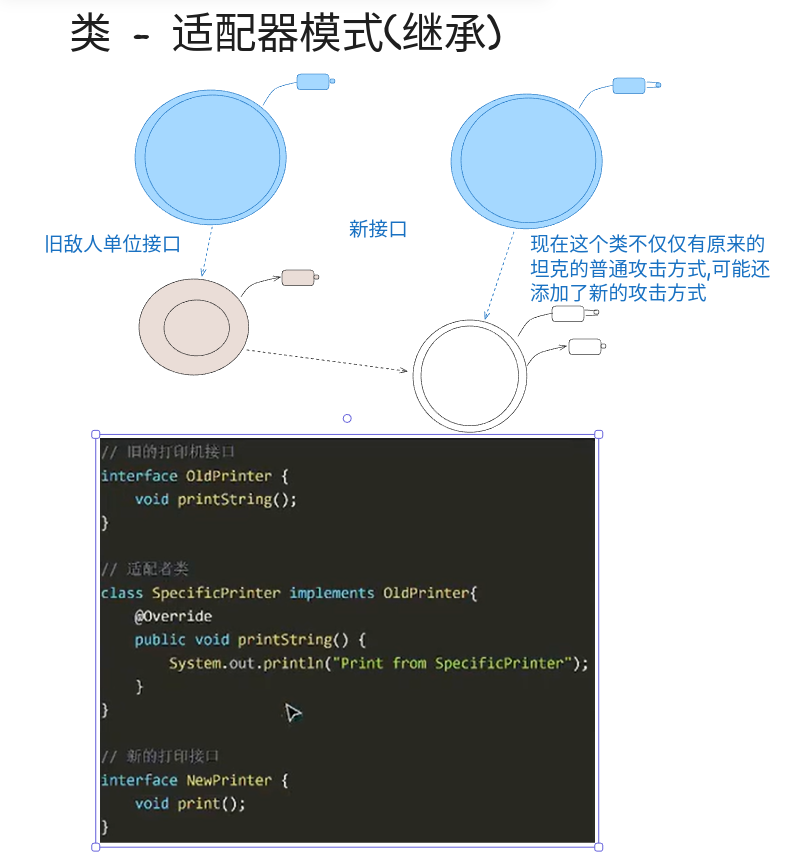 类 - 适配器模式(继承)
旧敌人单位接口
新接口
现在这个类不仅仅有原来的
坦克的普通攻击方式,可能还
添加了新的攻击方式
// 旧的打印机接口
interface OldPrinter {
    void printString();
}
// 适配者类
class SpecificPrinter implements OldPrinter{
    @Override
    public void printString() {
        System.out.println("Print from SpecificPrinter");
    }
}
// 新的打印接口
interface NewPrinter {
    void print();
}